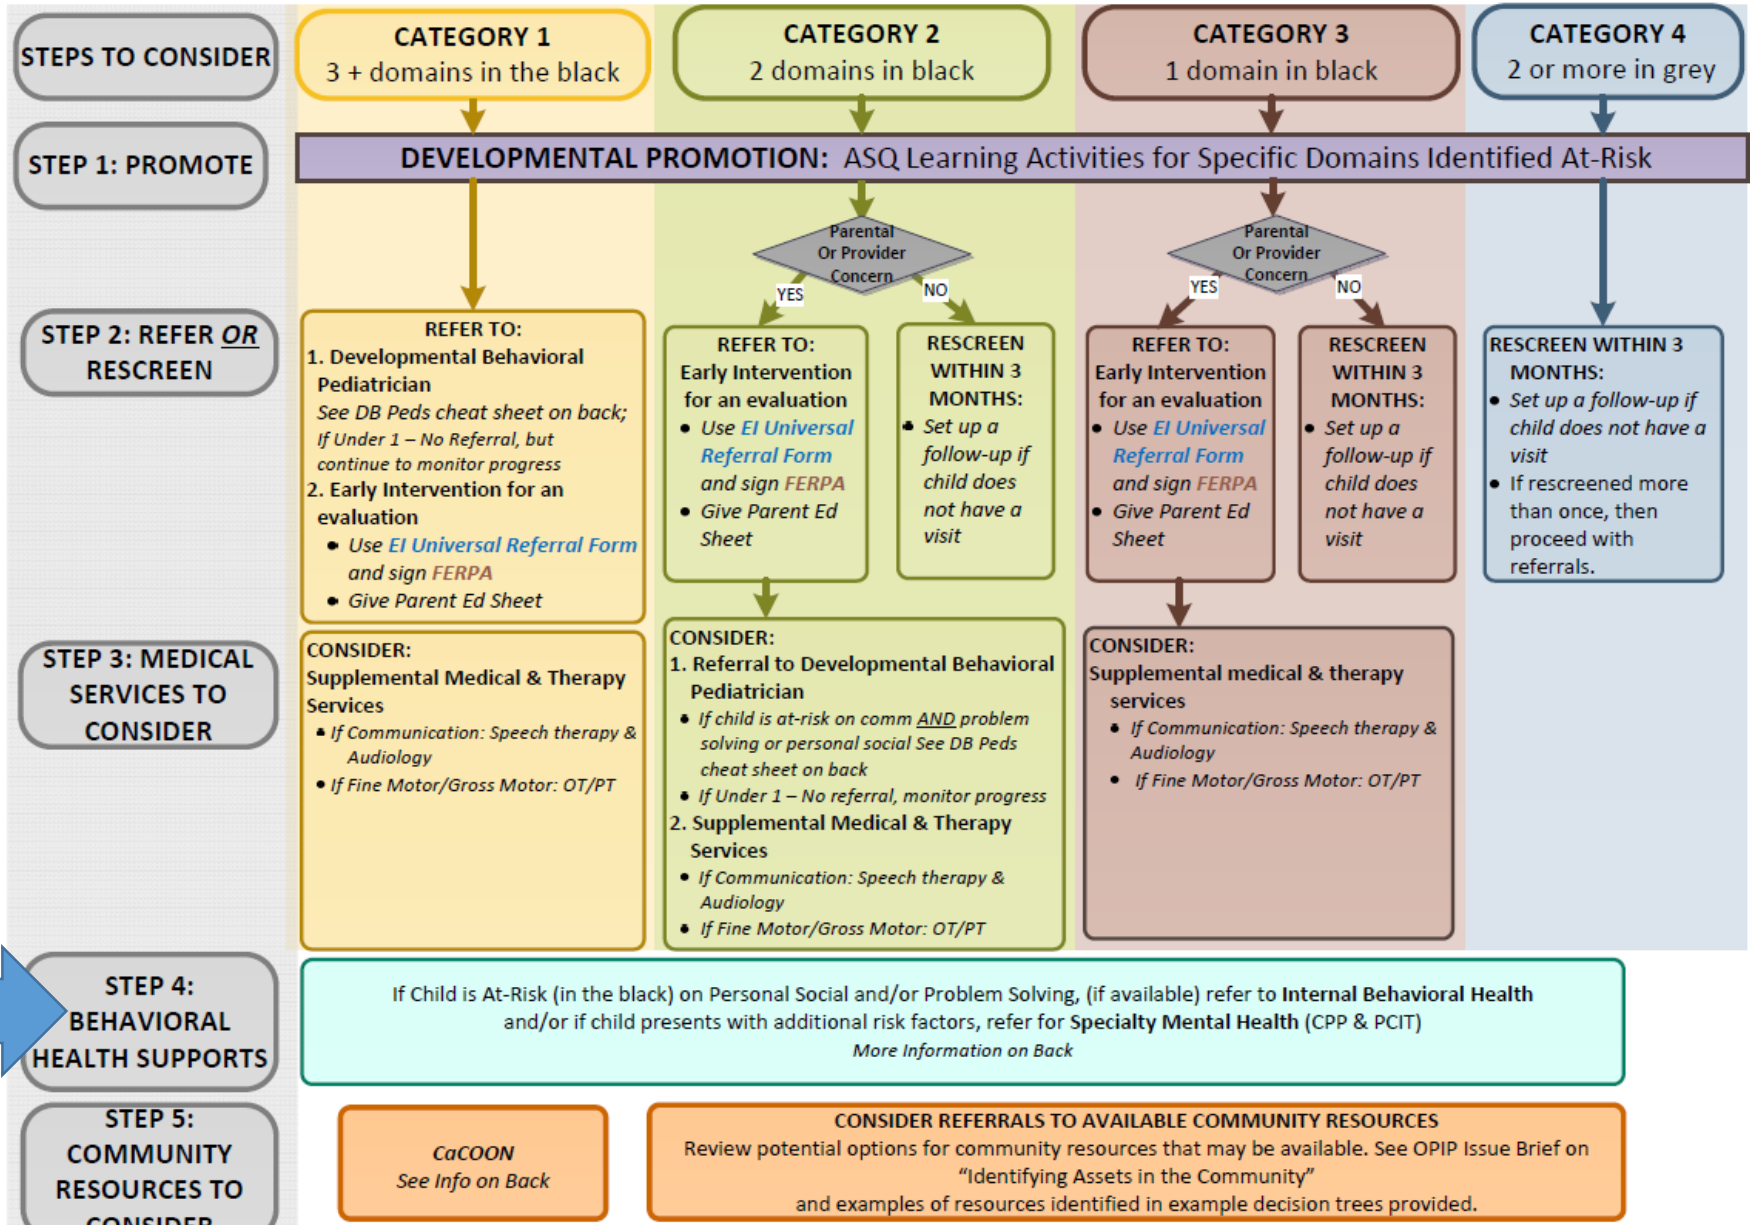 STEPS TO CONSIDER
CATEGORY 1
3 + domains in the black
CATEGORY 2
2 domains in black
CATEGORY 3
1 domain in black
CATEGORY 4
2 or more in grey
STEP 1: PROMOTE
DEVELOPMENTAL PROMOTION: ASQ Learning Activities for Specific Domains Identified At-Risk
Parental
Or Provider
Concern
YES
NO
Parental
Or Provider
Concern
YES
NO
STEP 2: REFER OR
RESCREEN
REFER TO:
1. Developmental Behavioral
Pediatrician
See DB Peds cheat sheet on back;
If Under 1 – No Referral, but
continue to monitor progress
2. Early Intervention for an
evaluation
• Use EI Universal Referral Form
and sign FERPA
• Give Parent Ed Sheet
REFER TO:
Early Intervention
for an evaluation
• Use EI Universal
Referral Form
and sign FERPA
• Give Parent Ed
Sheet
RESCREEN
WITHIN 3
MONTHS:
• Set up a
follow-up if
child does
not have a
visit
REFER TO:
Early Intervention
for an evaluation
• Use EI Universal
Referral Form
and sign FERPA
• Give Parent Ed
Sheet
RESCREEN
WITHIN 3
MONTHS:
• Set up a
follow-up if
child does
not have a
visit
RESCREEN WITHIN 3
MONTHS:
• Set up a follow-up if
child does not have a
visit
• If rescreened more
than once, then
proceed with
referrals.
STEP 3: MEDICAL
SERVICES TO
CONSIDER
CONSIDER:
Supplemental Medical & Therapy
Services
• If Communication: Speech therapy &
Audiology
• If Fine Motor/Gross Motor: OT/PT
CONSIDER:
1. Referral to Developmental Behavioral
Pediatrician
• If child is at-risk on comm AND problem
solving or personal social See DB Peds
cheat sheet on back
• If Under 1 – No referral, monitor progress
2. Supplemental Medical & Therapy
Services
• If Communication: Speech therapy &
Audiology
• If Fine Motor/Gross Motor: OT/PT
CONSIDER:
Supplemental medical & therapy
services
• If Communication: Speech therapy &
Audiology
• If Fine Motor/Gross Motor: OT/PT
STEP 4:
BEHAVIORAL
HEALTH SUPPORTS
If Child is At-Risk (in the black) on Personal Social and/or Problem Solving, (if available) refer to Internal Behavioral Health
and/or if child presents with additional risk factors, refer for Specialty Mental Health (CPP & PCIT)
More Information on Back
STEP 5:
COMMUNITY
RESOURCES TO
CONSIDER
CaCOON
See Info on Back
CONSIDER REFERRALS TO AVAILABLE COMMUNITY RESOURCES
Review potential options for community resources that may be available. See OPIP Issue Brief on
“Identifying Assets in the Community”
and examples of resources identified in example decision trees provided.